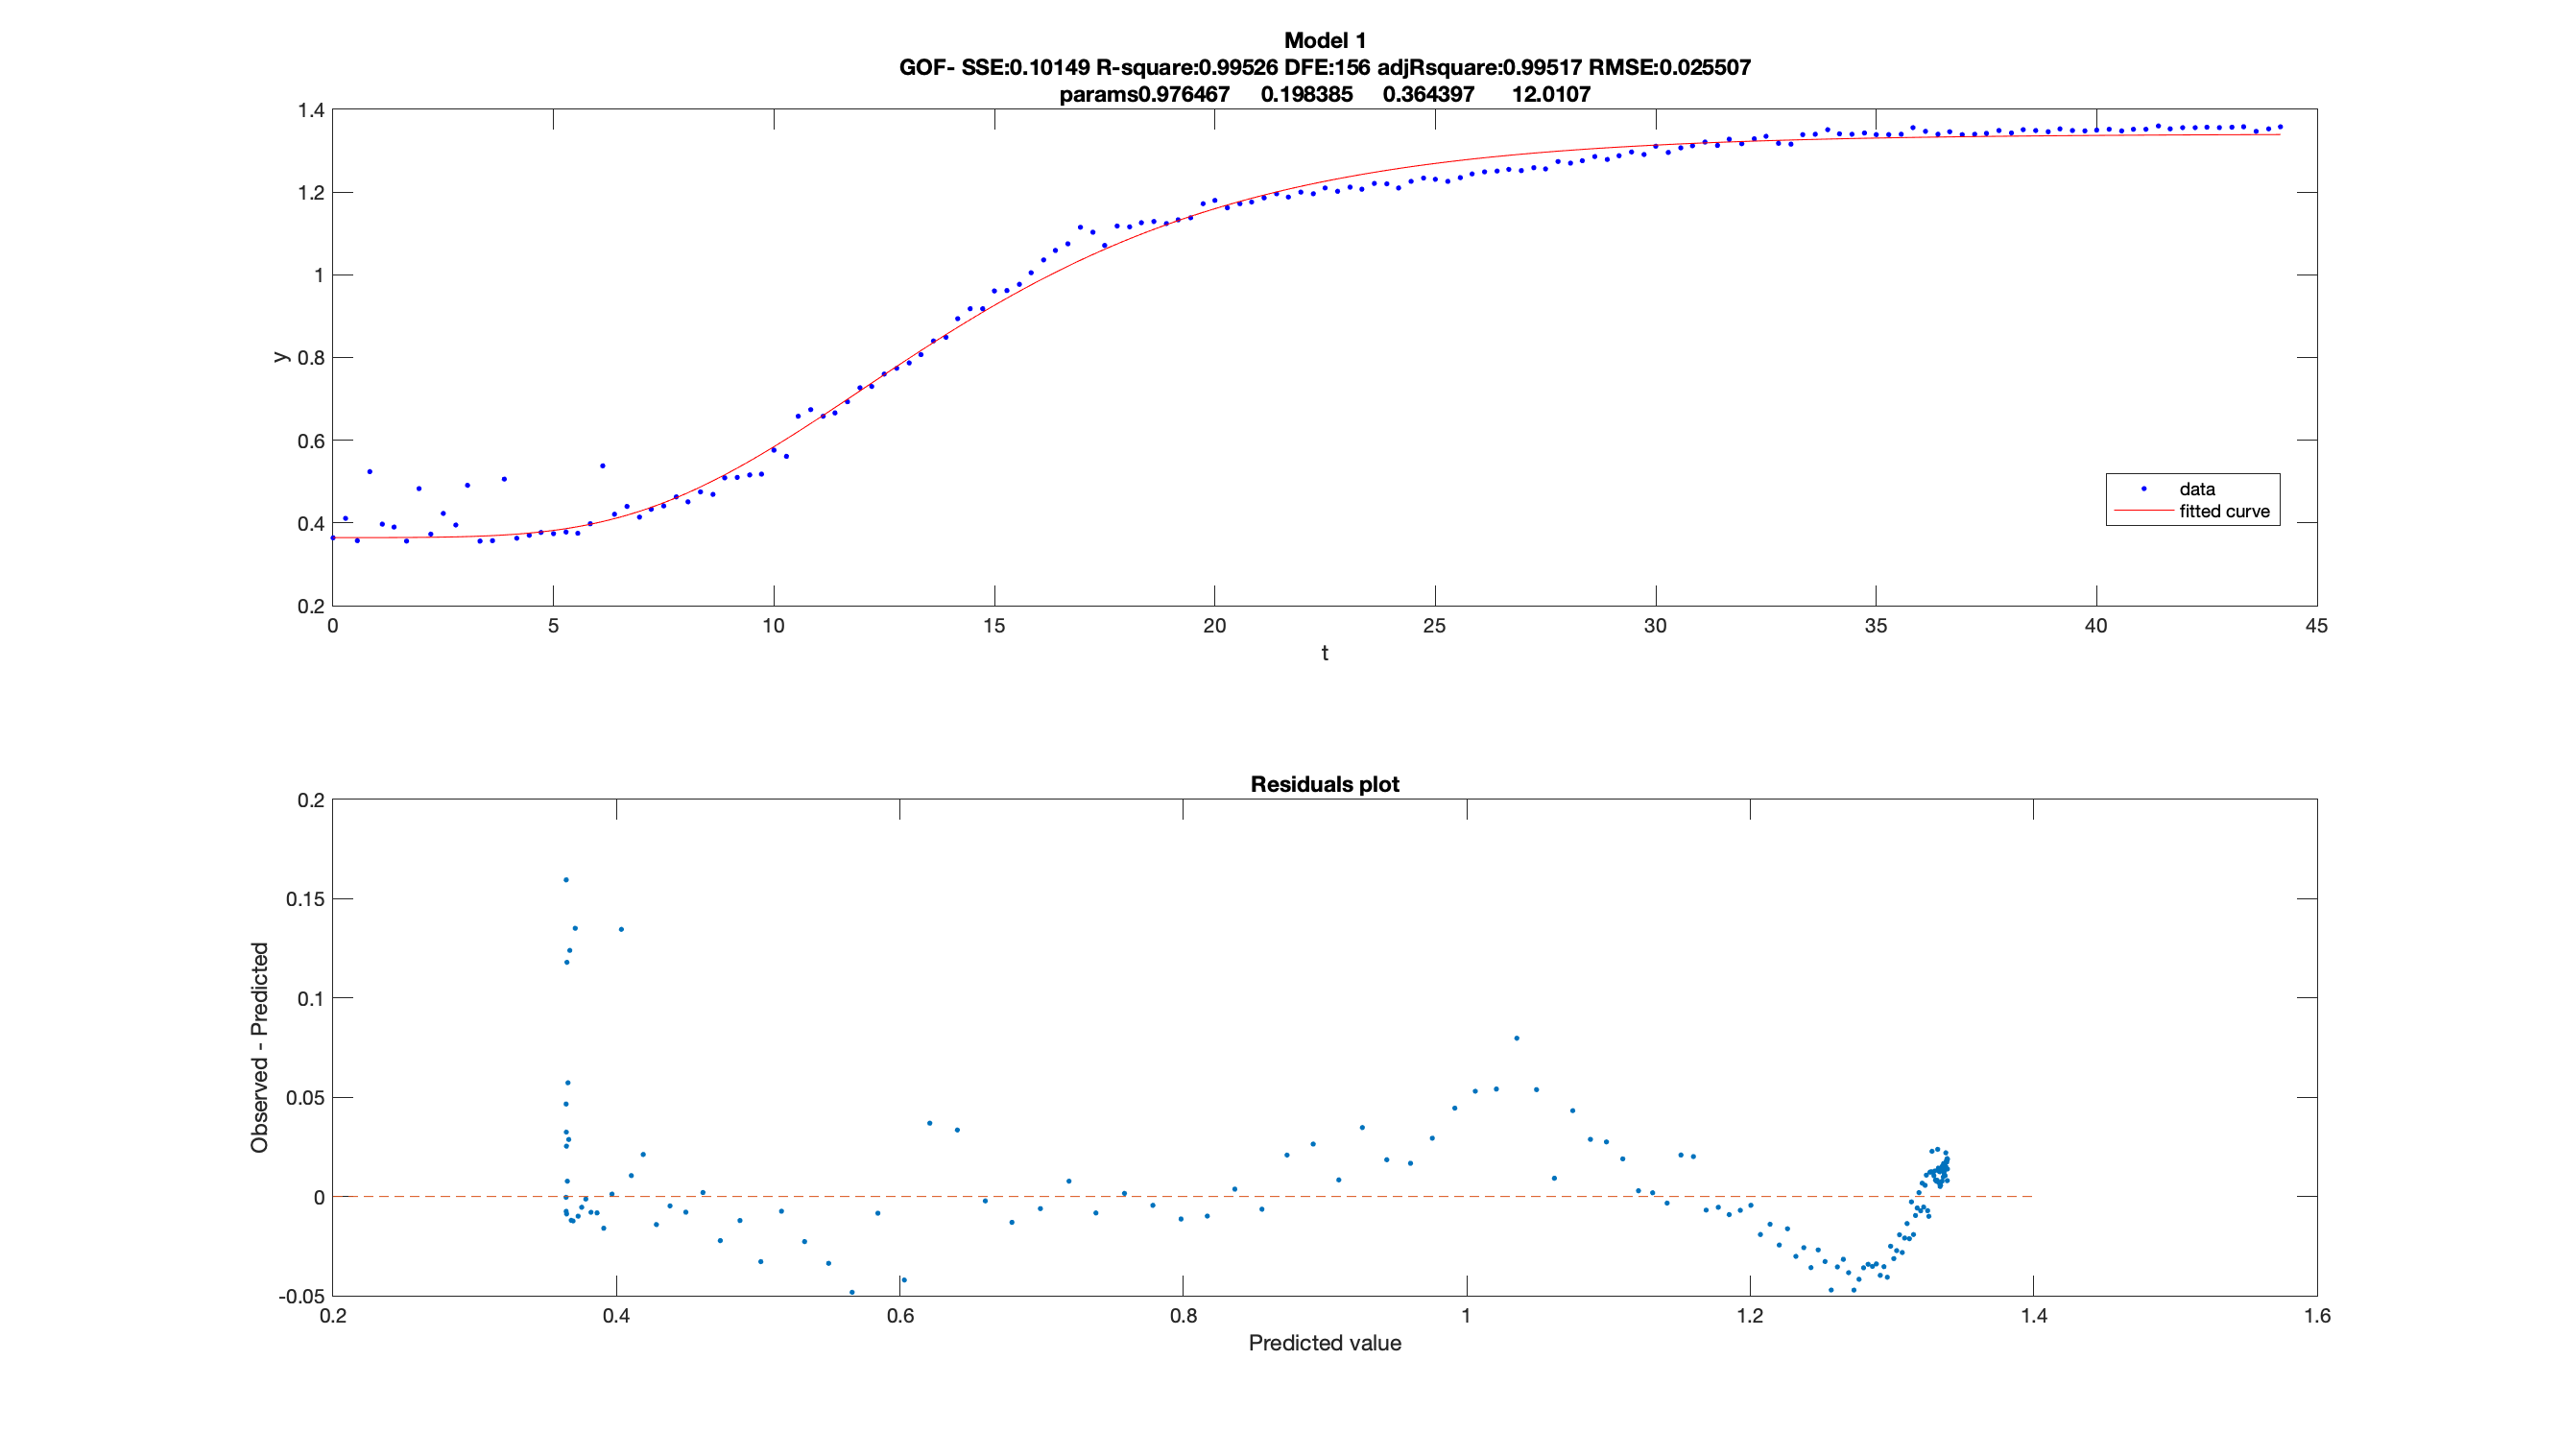 Model 1
GOF- SSE:0.10149 R-square:0.99526 DFE:156 adjRsquare:0.99517 RMSE:0.025507
params0.976467 0.198385 0.364397 12.0107
1.4
1.2
1
0.8
0.6
0.4
0.2
y
data
fitted curve
0 5 10 15 20 25 30 35 40 45
t
Residuals plot
0.2
0.15
0.1
0.05
0
-0.05
Observed - Predicted
0.2 0.4 0.6 0.8 1 1.2 1.4 1.6
Predicted value